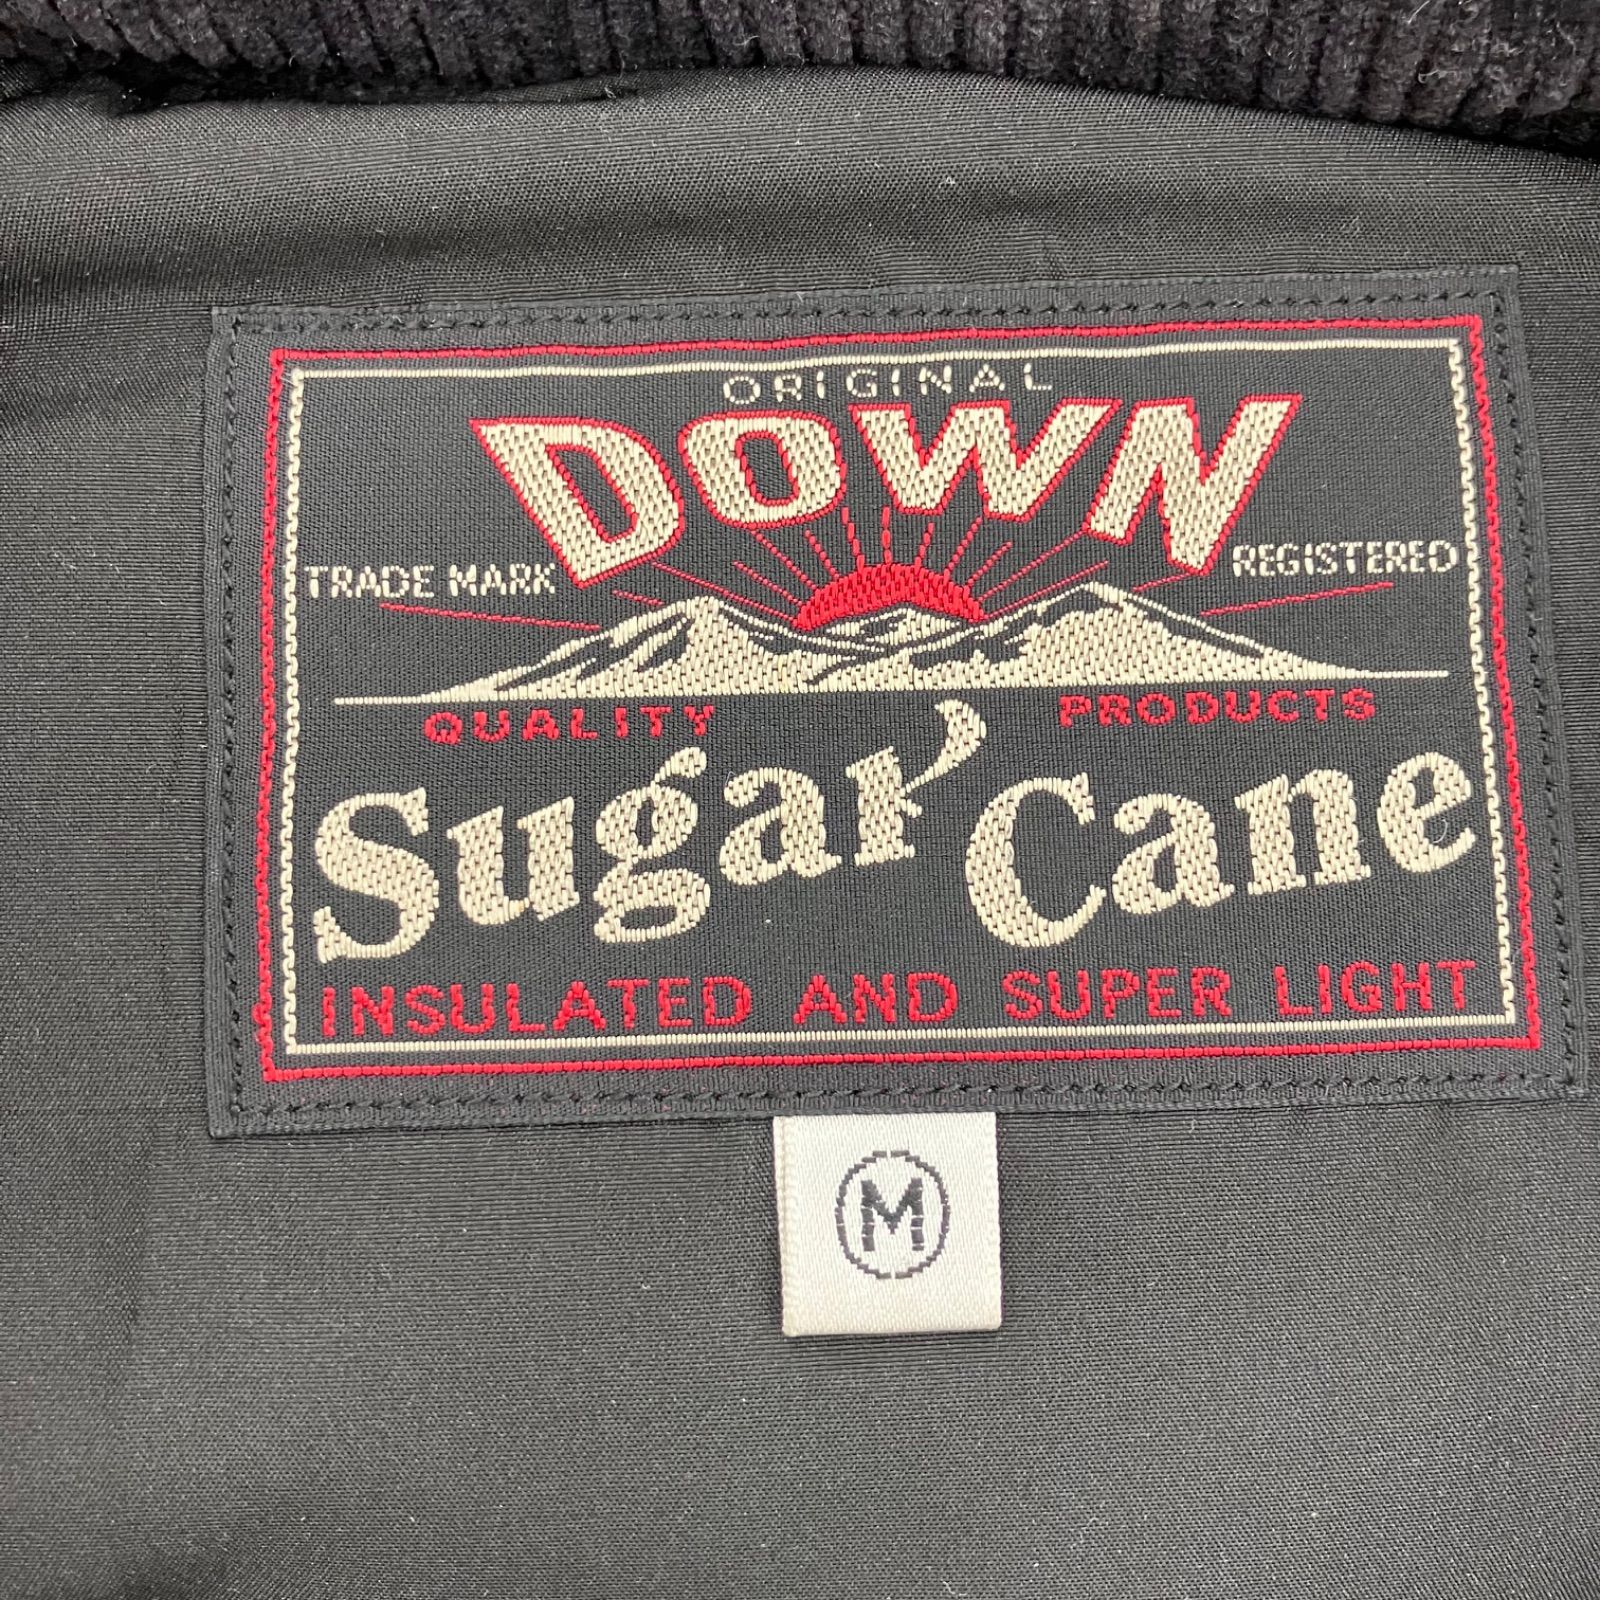 ORIGINAL
DOWN
TRADE MARK REGISTERED
QUALITY PRODUCTS
Sugar Cane
INSULATED AND SUPER LIGHT
M